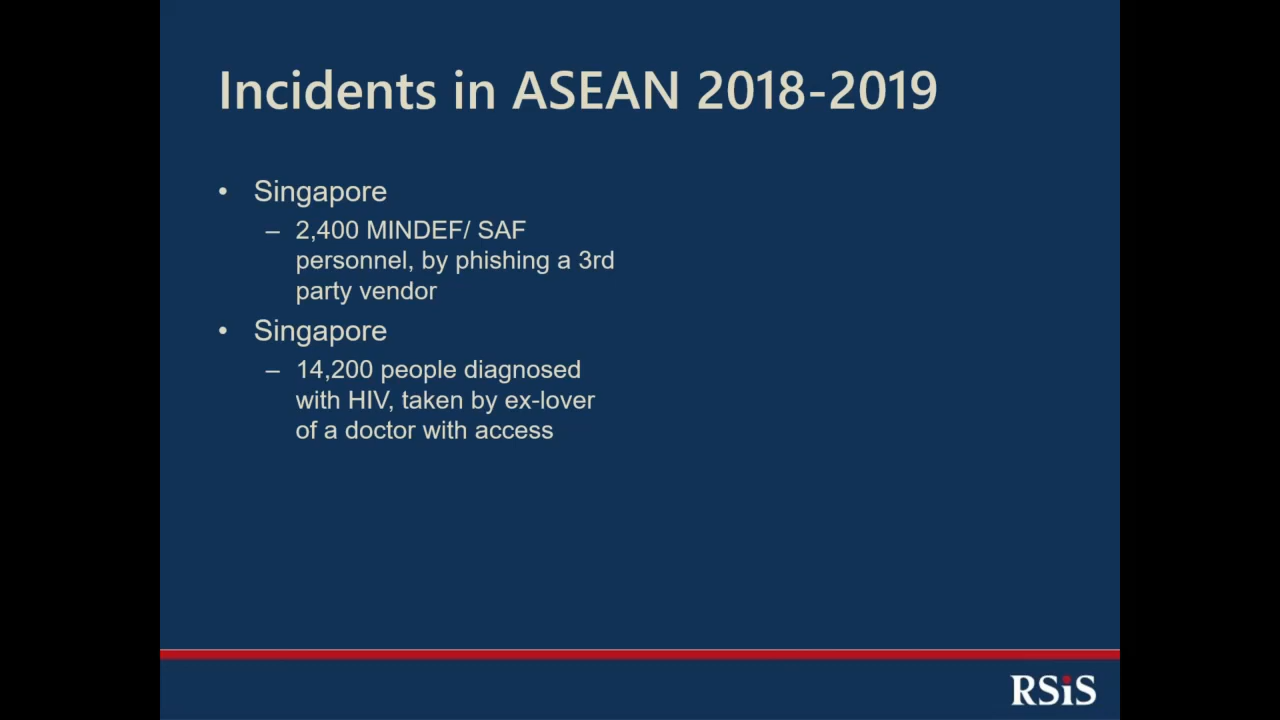 Incidents in ASEAN 2018-2019
• Singapore
– 2,400 MINDEF/ SAF
personnel, by phishing a 3rd
party vendor
• Singapore
– 14,200 people diagnosed
with HIV, taken by ex-lover
of a doctor with access
RSiS